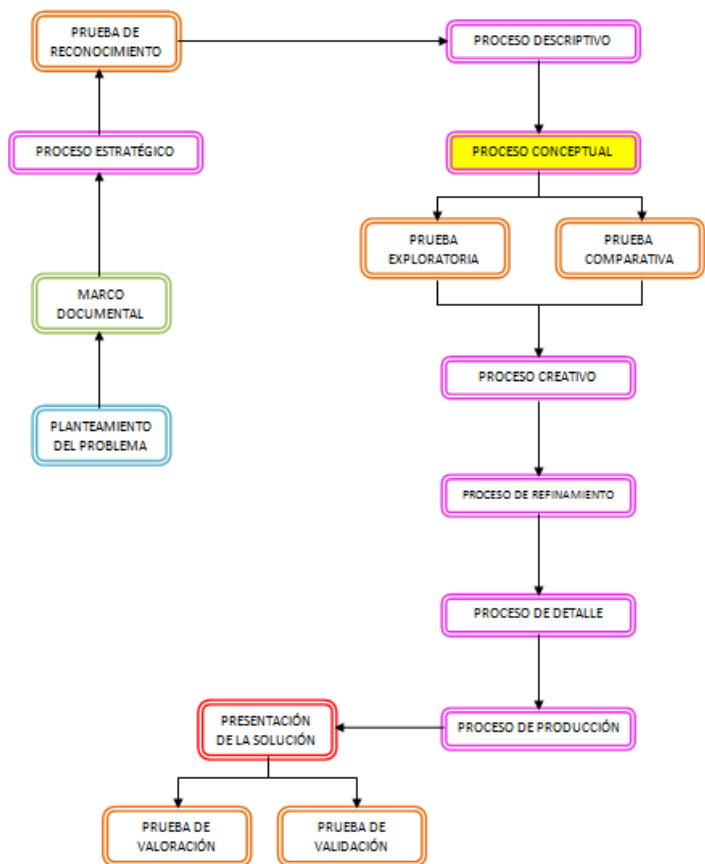 PRUEBA DE
RECONOCIMIENTO
PROCESO DESCRIPTIVO
PROCESO ESTRATÉGICO
PROCESO CONCEPTUAL
PRUEBA
EXPLORATORIA
PRUEBA
COMPARATIVA
MARCO
DOCUMENTAL
PROCESO CREATIVO
PLANTEAMIENTO
DEL PROBLEMA
PROCESO DE REFINAMIENTO
PROCESO DE DETALLE
PRESENTACIÓN
DE LA SOLUCIÓN
PROCESO DE PRODUCCIÓN
PRUEBA DE
VALORACIÓN
PRUEBA DE
VALIDACIÓN